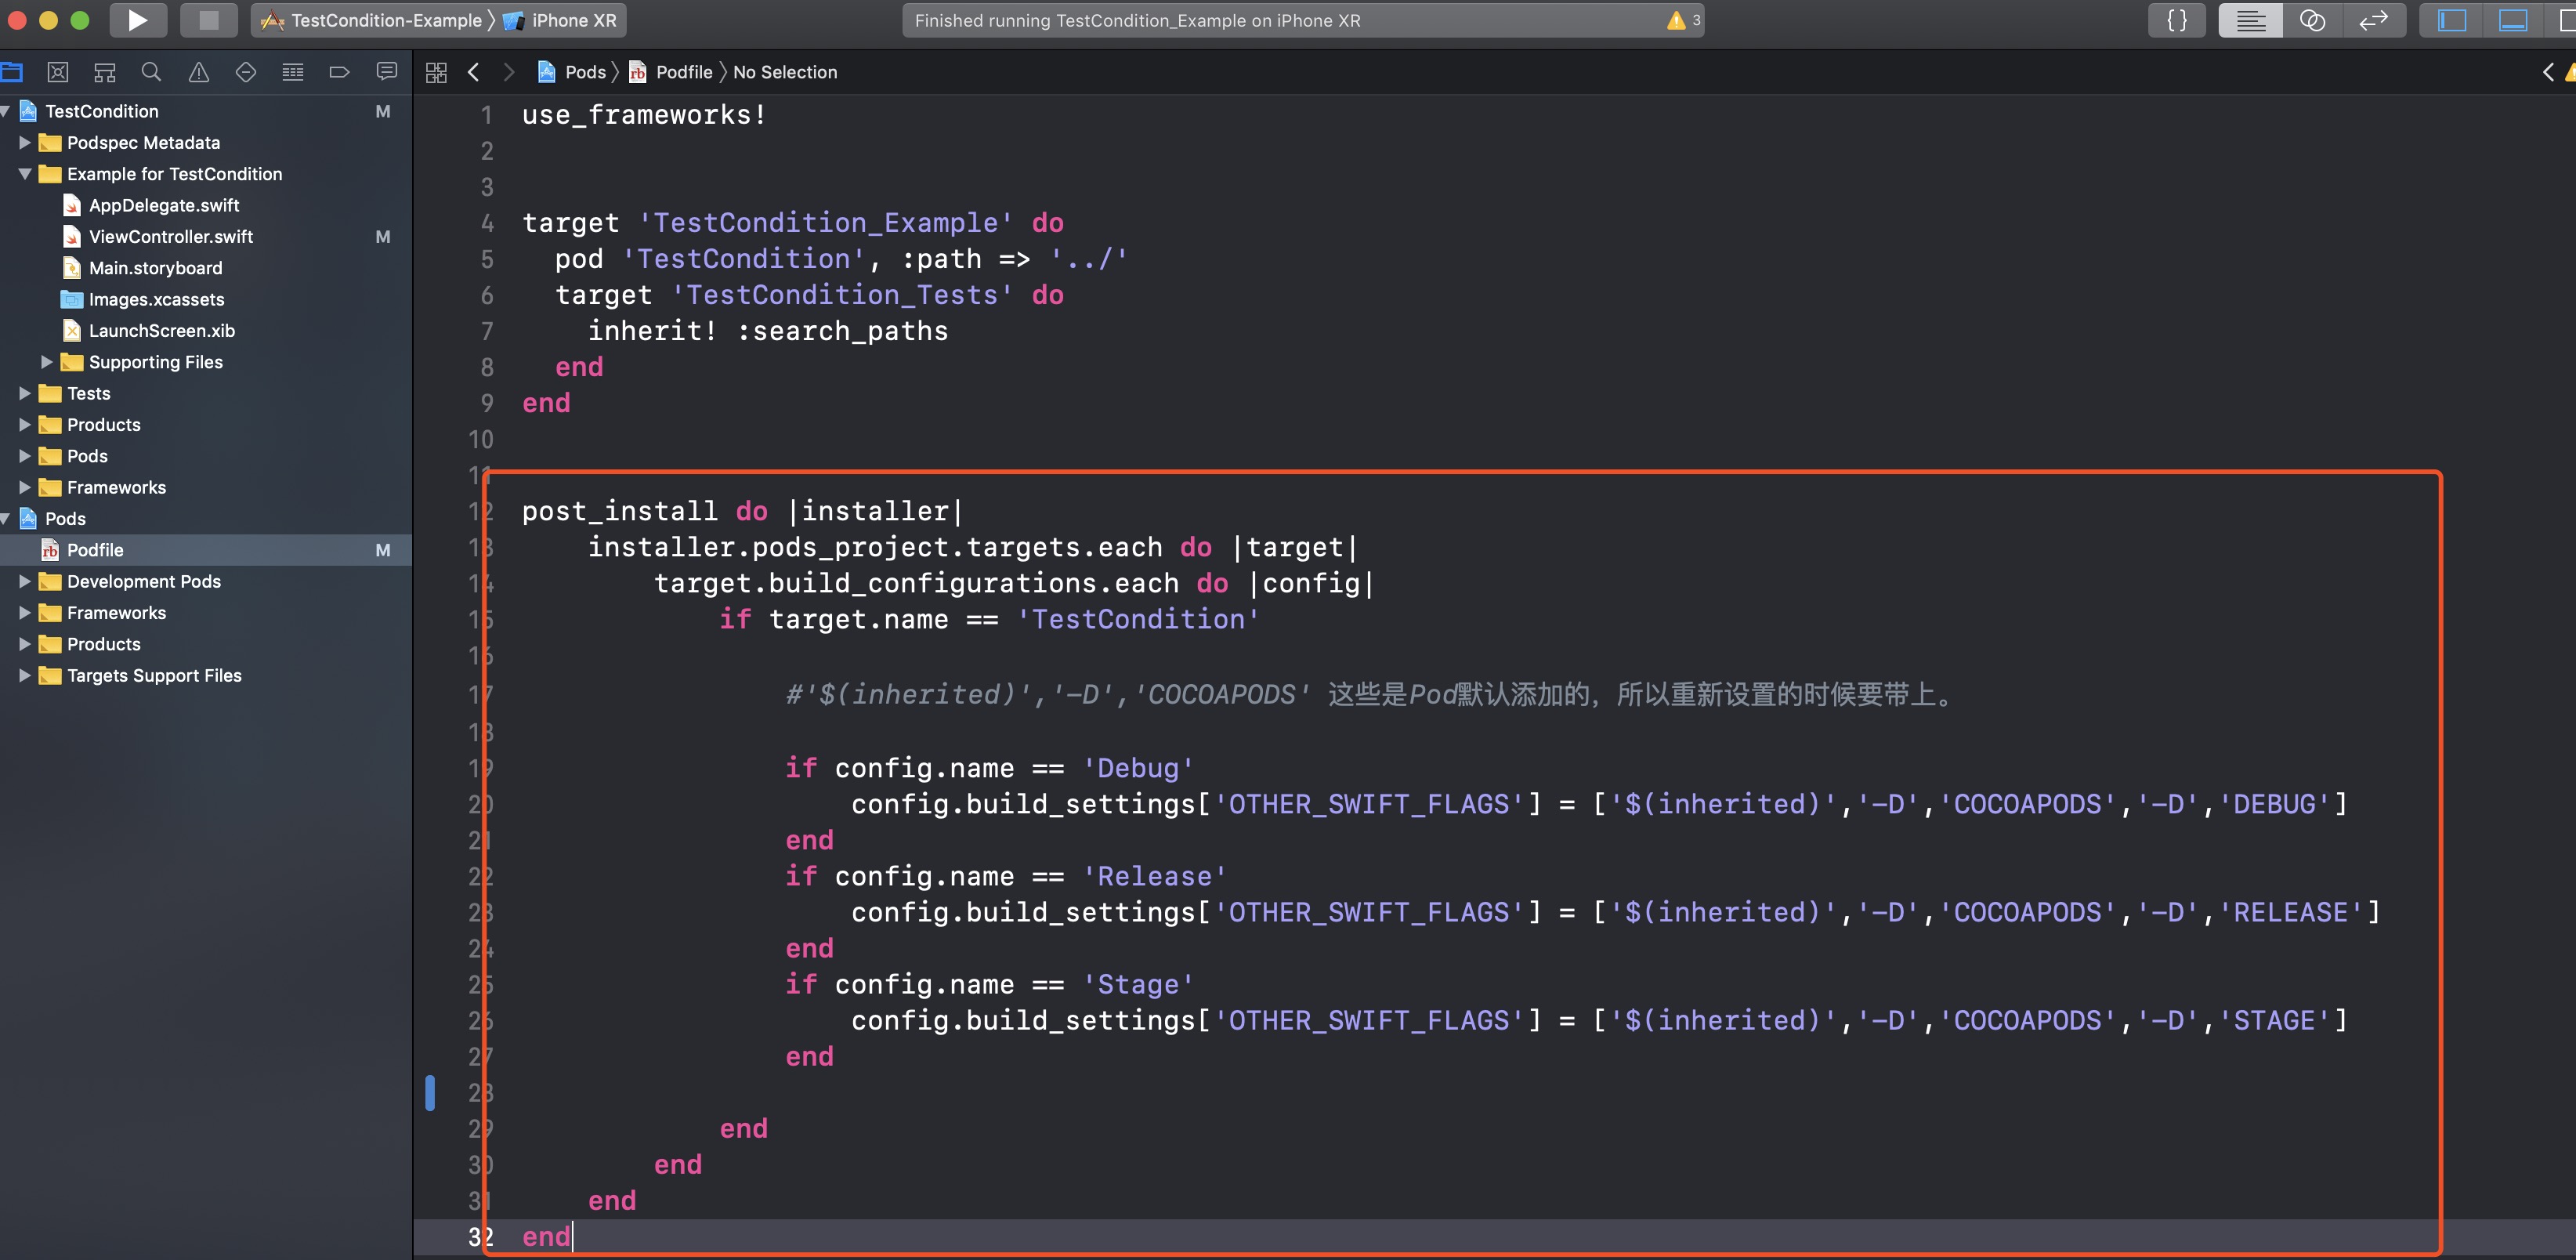 TestCondition-Example 〉 iPhone XR
Finished running TestCondition_Example on iPhone XR
3
{}
Pods 〉 Podfile 〉 No Selection
TestCondition M
Podspec Metadata
Example for TestCondition
AppDelegate.swift
ViewController.swift M
Main.storyboard
Images.xcassets
LaunchScreen.xib
Supporting Files
Tests
Products
Pods
Frameworks
Pods
Podfile M
Development Pods
Frameworks
Products
Targets Support Files
1 use_frameworks!
2
3
4 target 'TestCondition_Example' do
5   pod 'TestCondition', :path => '../'
6   target 'TestCondition_Tests' do
7     inherit! :search_paths
8   end
9 end
10
11
12 post_install do |installer|
13     installer.pods_project.targets.each do |target|
14         target.build_configurations.each do |config|
15             if target.name == 'TestCondition'
16
17                 #'$(inherited)','-D','COCOAPODS' 这些是Pod默认添加的，所以重新设置的时候要带上。
18
19                 if config.name == 'Debug'
20                     config.build_settings['OTHER_SWIFT_FLAGS'] = ['$(inherited)','-D','COCOAPODS','-D','DEBUG']
21                 end
22                 if config.name == 'Release'
23                     config.build_settings['OTHER_SWIFT_FLAGS'] = ['$(inherited)','-D','COCOAPODS','-D','RELEASE']
24                 end
25                 if config.name == 'Stage'
26                     config.build_settings['OTHER_SWIFT_FLAGS'] = ['$(inherited)','-D','COCOAPODS','-D','STAGE']
27                 end
28
29             end
30         end
31     end
32 end